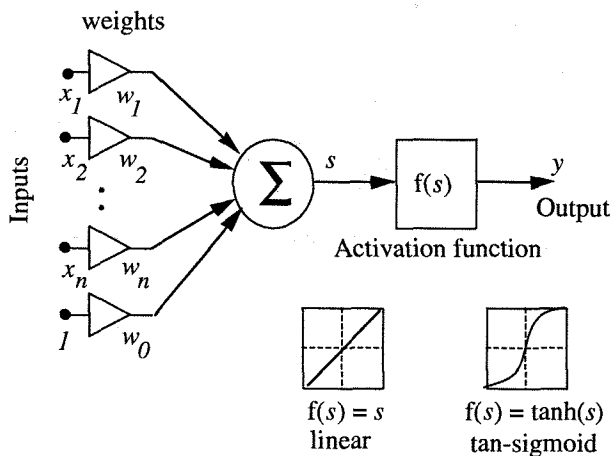 weights
x1 w1
x2 w2
Inputs
xn wn
1 w0
Σ
s
f(s)
y
Output
Activation function
f(s) = s
linear
f(s) = tanh(s)
tan-sigmoid